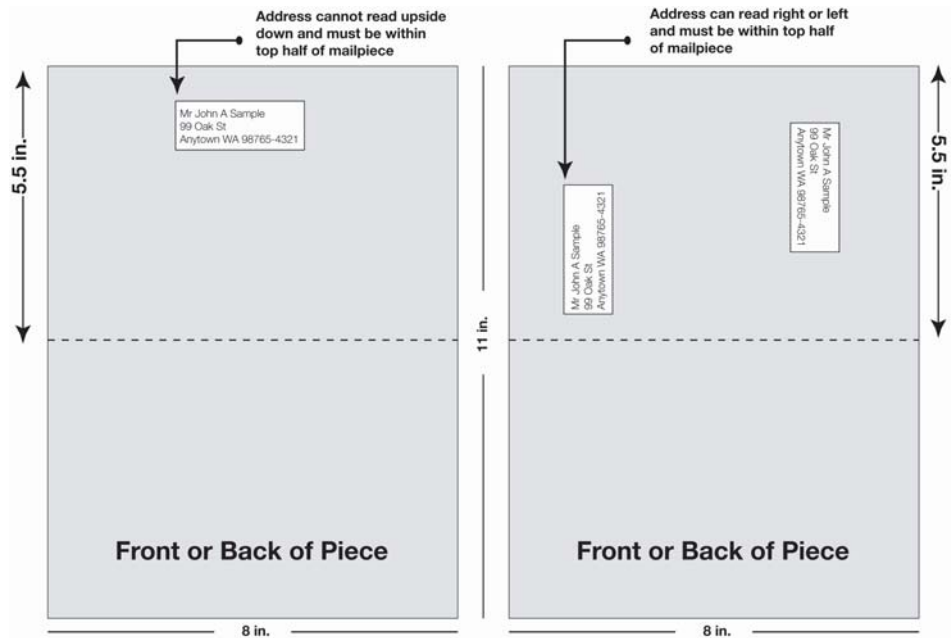 Address cannot read upside
down and must be within
top half of mailpiece
Mr John A Sample
99 Oak St
Anytown WA 98765-4321
5.5 in.
Front or Back of Piece
8 in.
11 in.
Address can read right or left
and must be within top half
of mailpiece
Mr John A Sample
99 Oak St
Anytown WA 98765-4321
Mr John A Sample
99 Oak St
Anytown WA 98765-4321
5.5 in.
Front or Back of Piece
8 in.